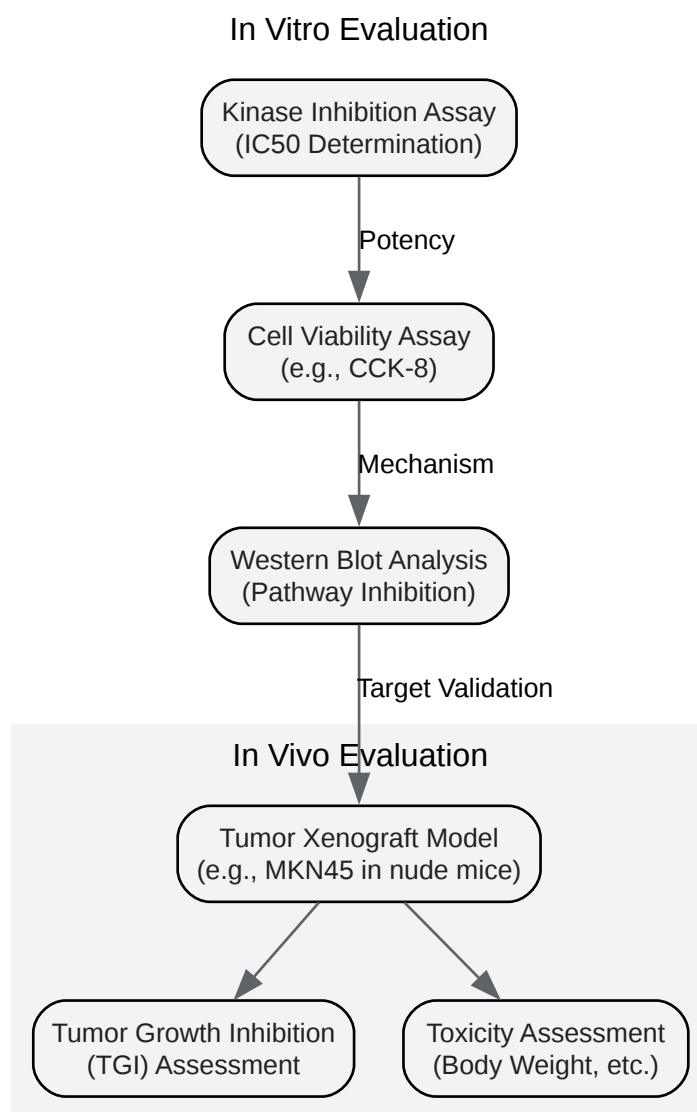 In Vitro Evaluation
Kinase Inhibition Assay
(IC50 Determination)
Potency
Cell Viability Assay
(e.g., CCK-8)
Mechanism
Western Blot Analysis
(Pathway Inhibition)
Target Validation
In Vivo Evaluation
Tumor Xenograft Model
(e.g., MKN45 in nude mice)
Tumor Growth Inhibition
(TGI) Assessment
Toxicity Assessment
(Body Weight, etc.)